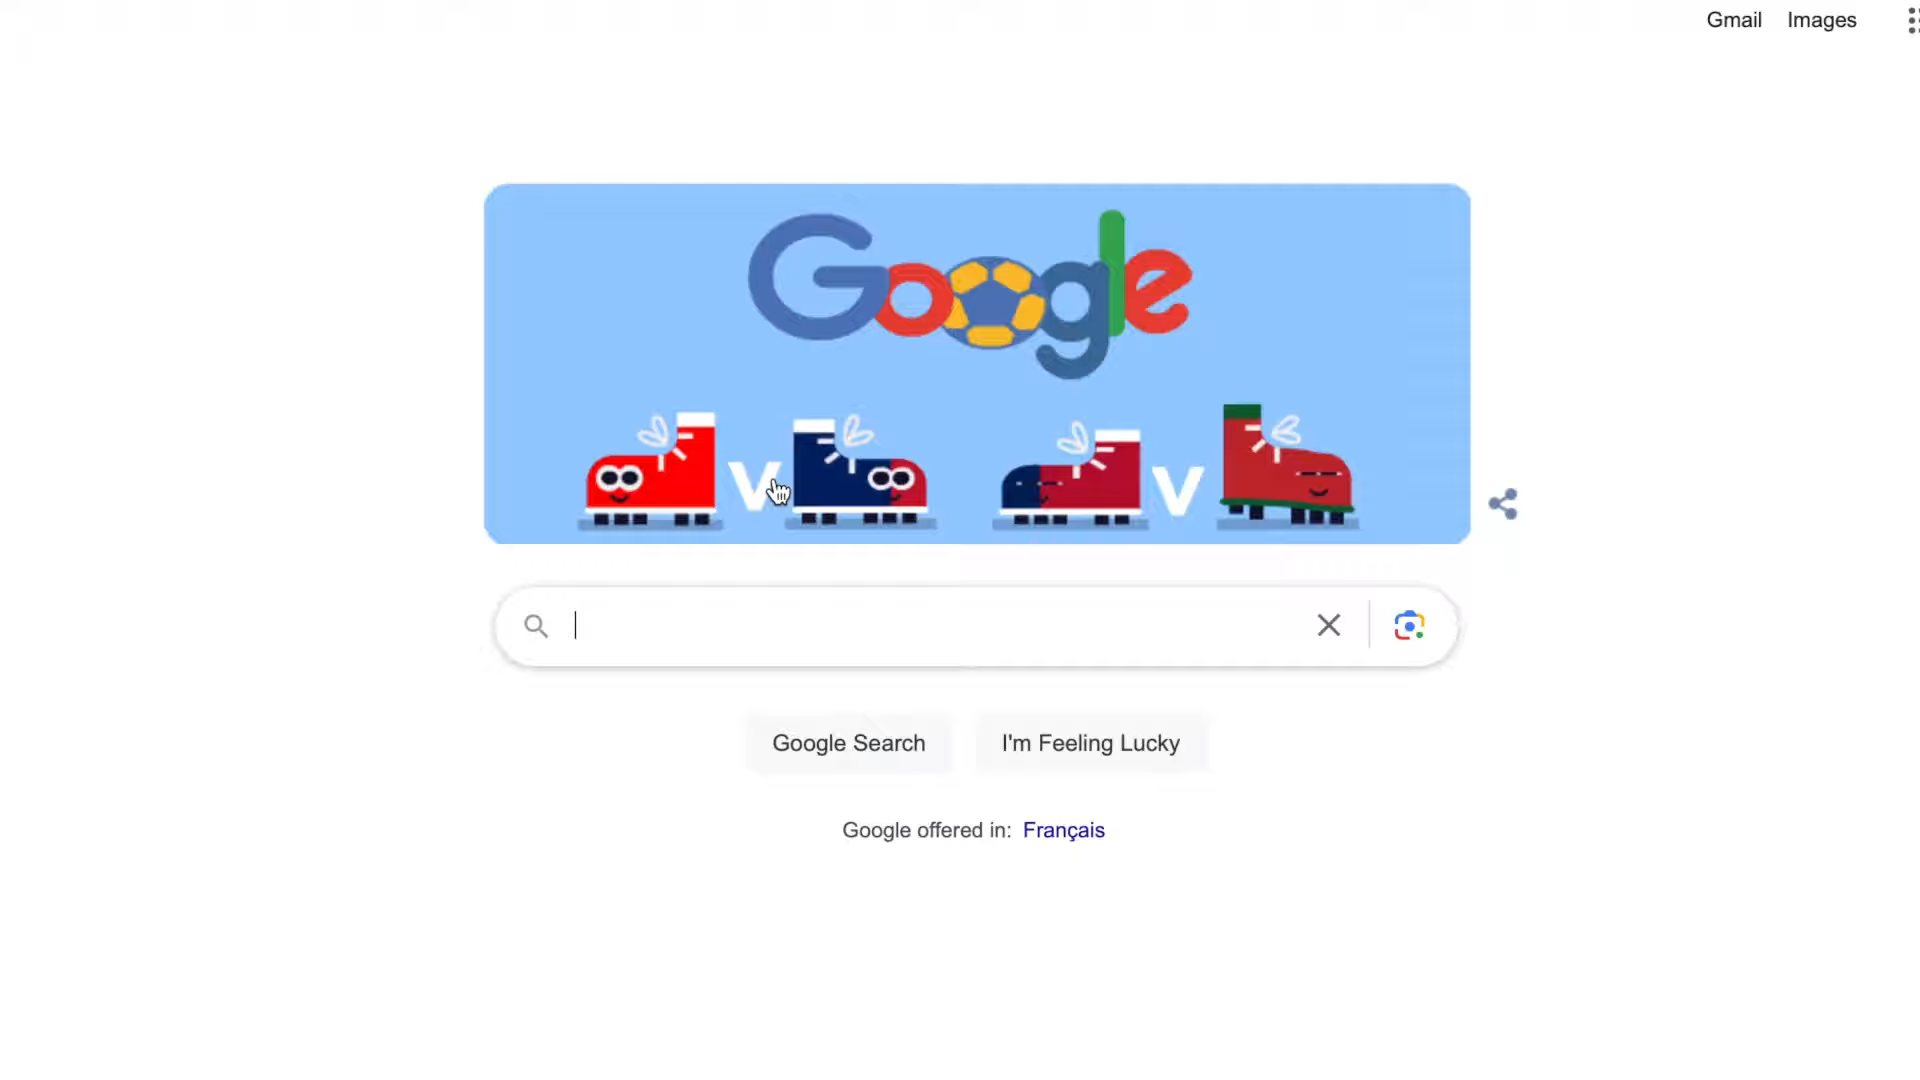 Gmail Images
Google
V V
Google Search I'm Feeling Lucky
Google offered in: Français